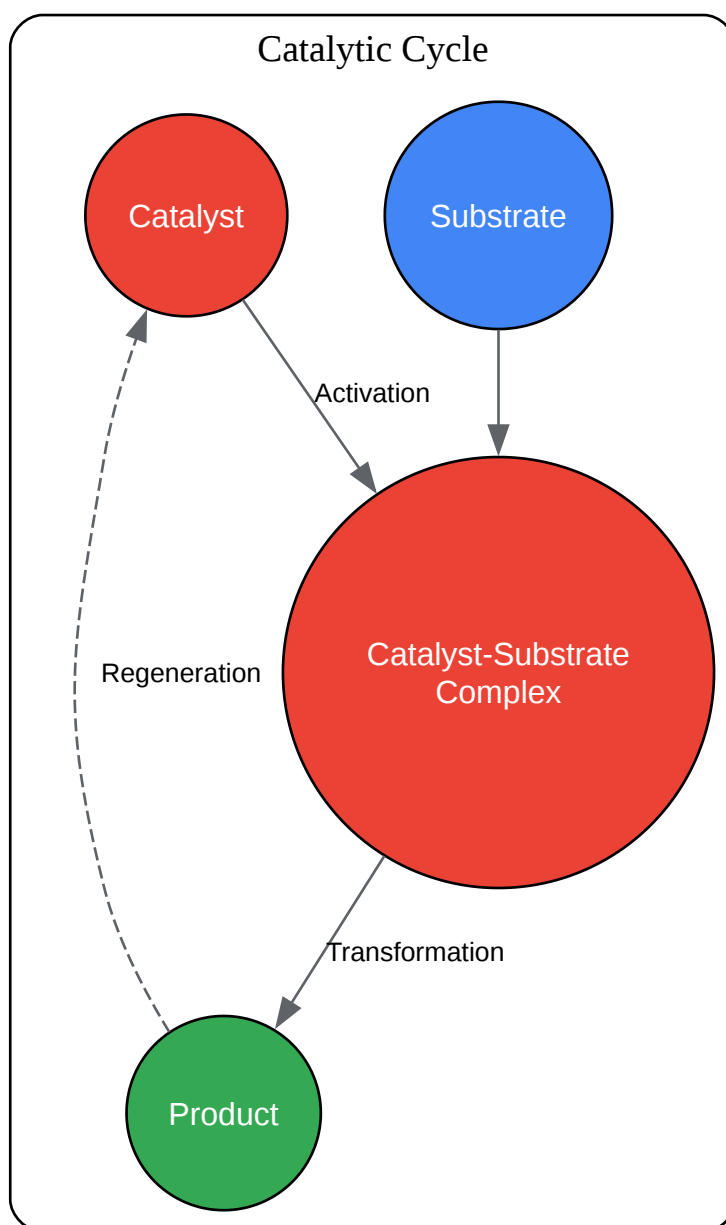 Catalytic Cycle
Catalyst
Substrate
Activation
Catalyst-Substrate
Complex
Regeneration
Transformation
Product